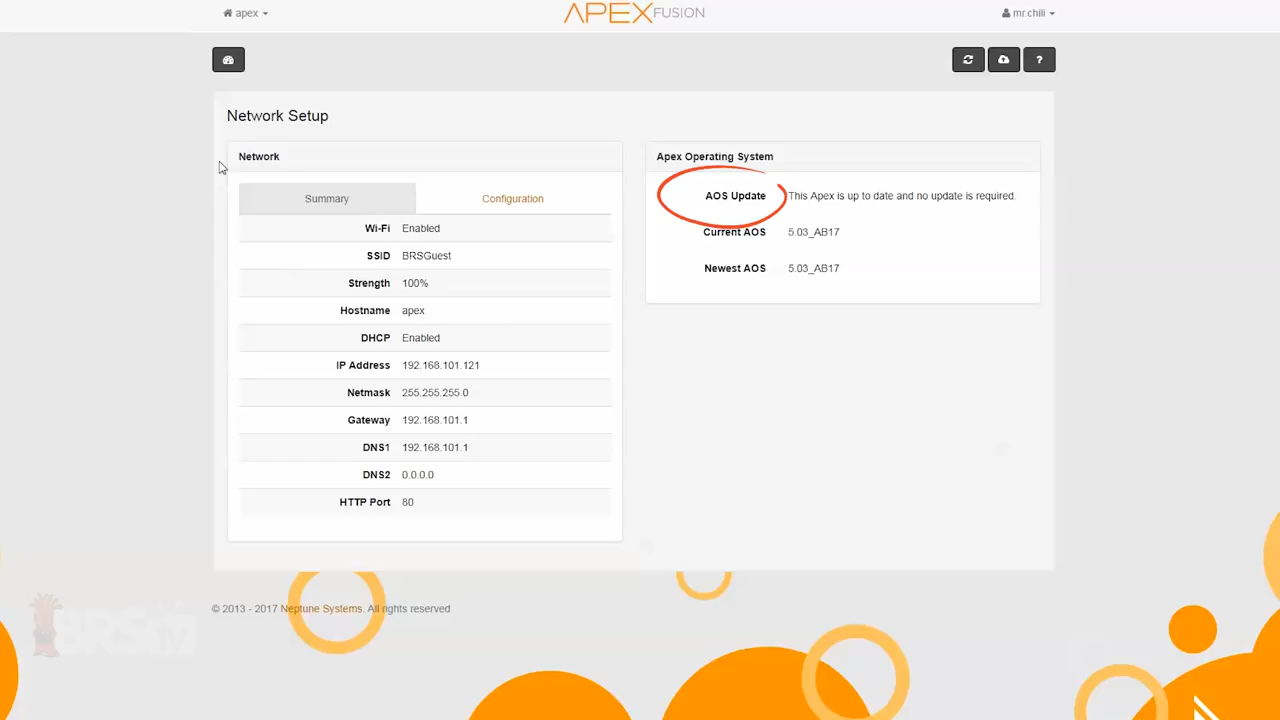 apex
APEX FUSION
mr.chili
?
Network Setup
Network
Summary
Configuration
Wi-Fi Enabled
SSID BRSGuest
Strength 100%
Hostname apex
DHCP Enabled
IP Address 192.168.101.121
Netmask 255.255.255.0
Gateway 192.168.101.1
DNS1 192.168.101.1
DNS2 0.0.0.0
HTTP Port 80
Apex Operating System
AOS Update This Apex is up to date and no update is required.
Current AOS 5.03_AB17
Newest AOS 5.03_AB17
© 2013 - 2017 Neptune Systems. All rights reserved
BRStv